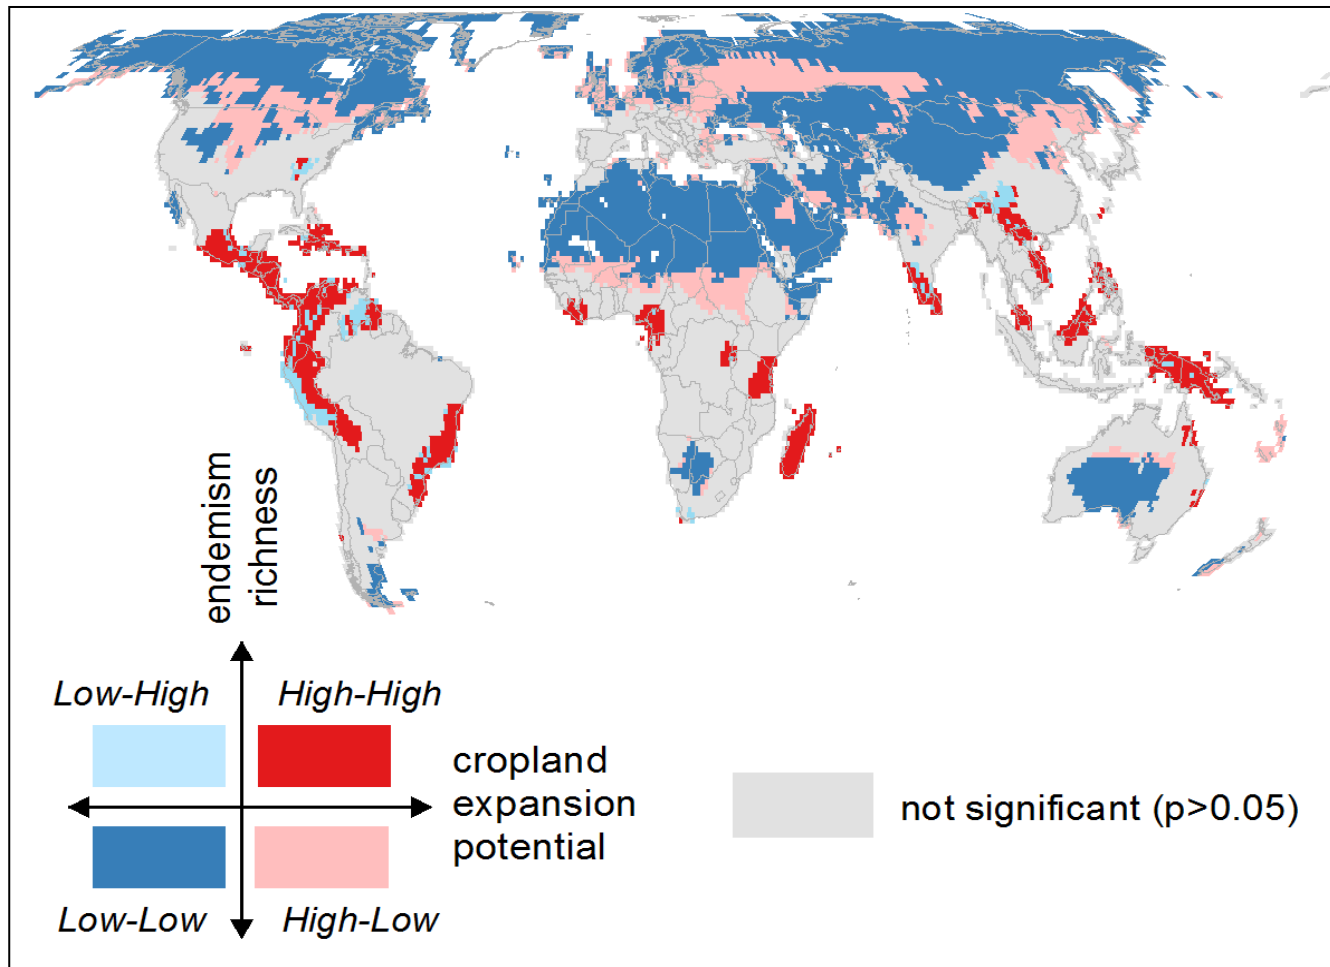 endemism
richness
Low-High
High-High
cropland
expansion
potential
Low-Low
High-Low
not significant (p>0.05)